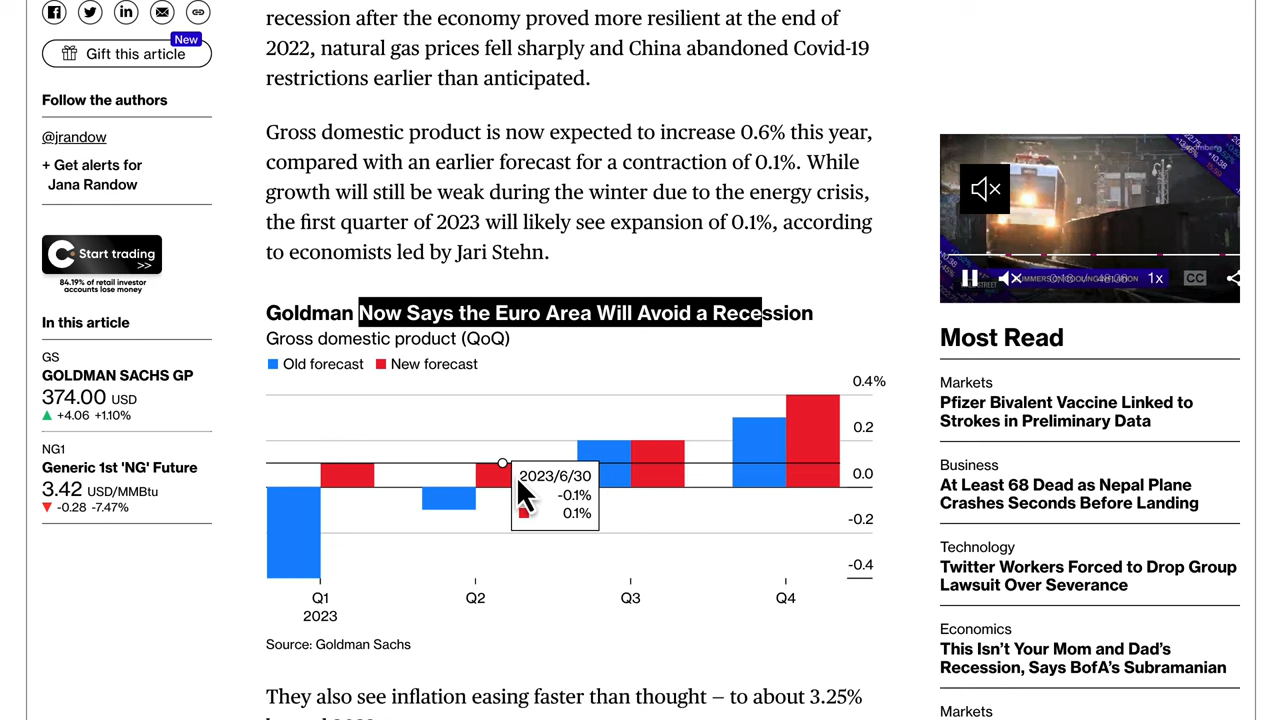 recession after the economy proved more resilient at the end of
2022, natural gas prices fell sharply and China abandoned Covid-19
restrictions earlier than anticipated.
New
Gift this article
Follow the authors
@jrandow
+ Get alerts for
Jana Randow
Start trading
>>
84.19% of retail investor
accounts lose money
In this article
GS
GOLDMAN SACHS GP
374.00 USD
+4.06 +1.10%
NG1
Generic 1st 'NG' Future
3.42 USD/MMBtu
-0.28 -7.47%
Gross domestic product is now expected to increase 0.6% this year,
compared with an earlier forecast for a contraction of 0.1%. While
growth will still be weak during the winter due to the energy crisis,
the first quarter of 2023 will likely see expansion of 0.1%, according
to economists led by Jari Stehn.
Goldman Now Says the Euro Area Will Avoid a Recession
Gross domestic product (QoQ)
Old forecast New forecast
0.4%
0.2
0.0
-0.2
-0.4
2023/6/30
-0.1%
0.1%
Q1 Q2 Q3 Q4
2023
Source: Goldman Sachs
They also see inflation easing faster than thought – to about 3.25%
1x CC
Most Read
Markets
Pfizer Bivalent Vaccine Linked to
Strokes in Preliminary Data
Business
At Least 68 Dead as Nepal Plane
Crashes Seconds Before Landing
Technology
Twitter Workers Forced to Drop Group
Lawsuit Over Severance
Economics
This Isn't Your Mom and Dad's
Recession, Says BofA's Subramanian
Markets